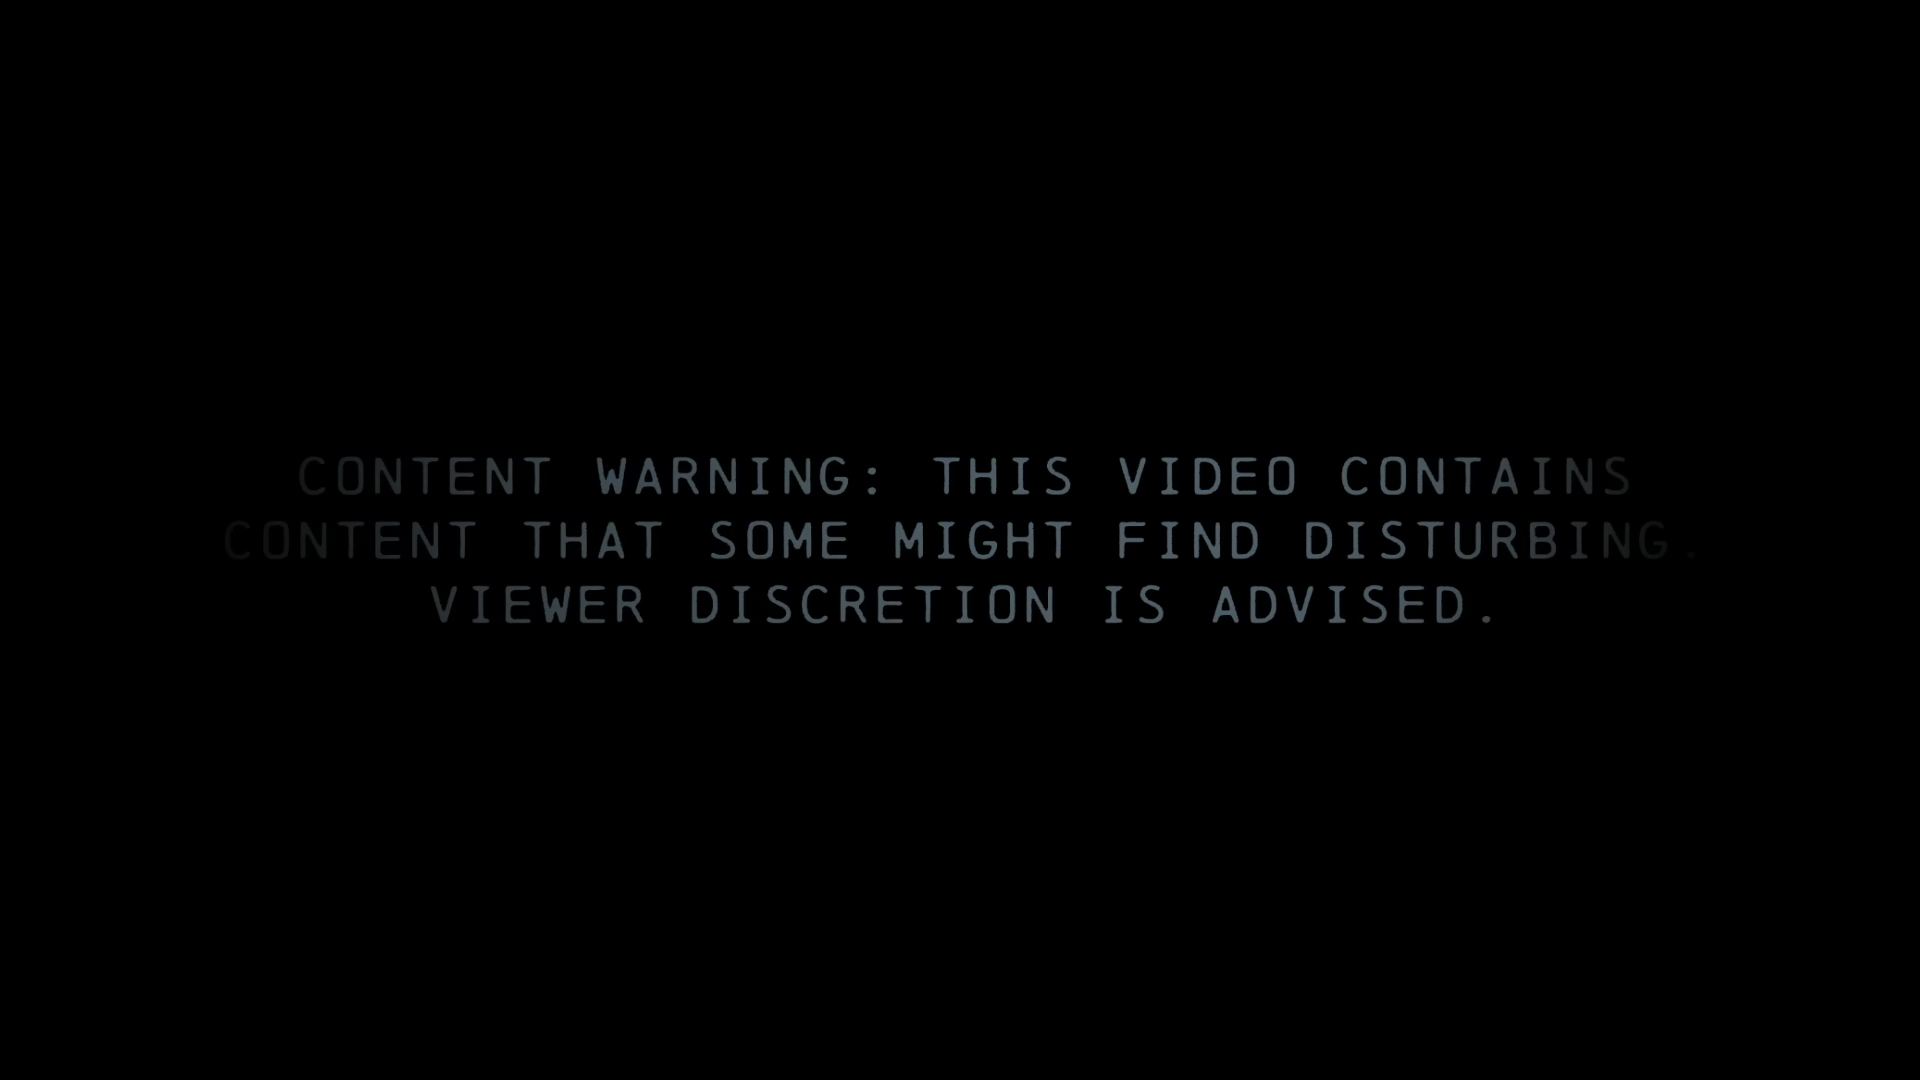 CONTENT WARNING: THIS VIDEO CONTAINS
CONTENT THAT SOME MIGHT FIND DISTURBING.
VIEWER DISCRETION IS ADVISED.